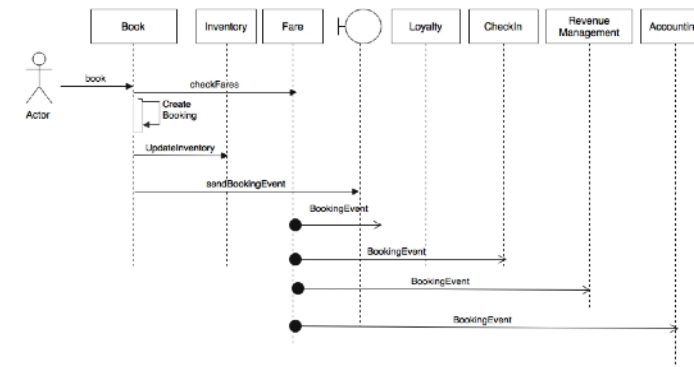 Book
Inventory
Fare
Loyalty
CheckIn
Revenue
Management
Accountin
Actor
book
checkFares
Create
Booking
UpdateInventory
sendBookingEvent
BookingEvent
BookingEvent
BookingEvent
BookingEvent